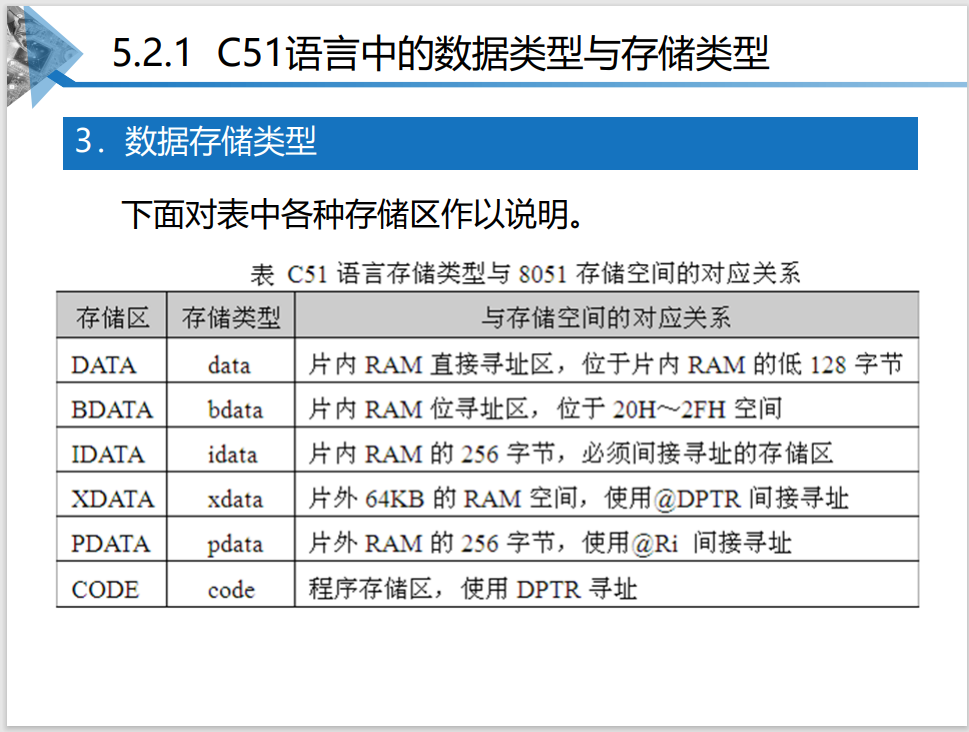 5.2.1 C51语言中的数据类型与存储类型
3．数据存储类型
下面对表中各种存储区作以说明。
表 C51 语言存储类型与 8051 存储空间的对应关系
存储区 存储类型 与存储空间的对应关系
DATA data 片内 RAM 直接寻址区，位于片内 RAM 的低 128 字节
BDATA bdata 片内 RAM 位寻址区，位于 20H～2FH 空间
IDATA idata 片内 RAM 的 256 字节，必须间接寻址的存储区
XDATA xdata 片外 64KB 的 RAM 空间，使用@DPTR 间接寻址
PDATA pdata 片外 RAM 的 256 字节，使用@Ri 间接寻址
CODE code 程序存储区，使用 DPTR 寻址